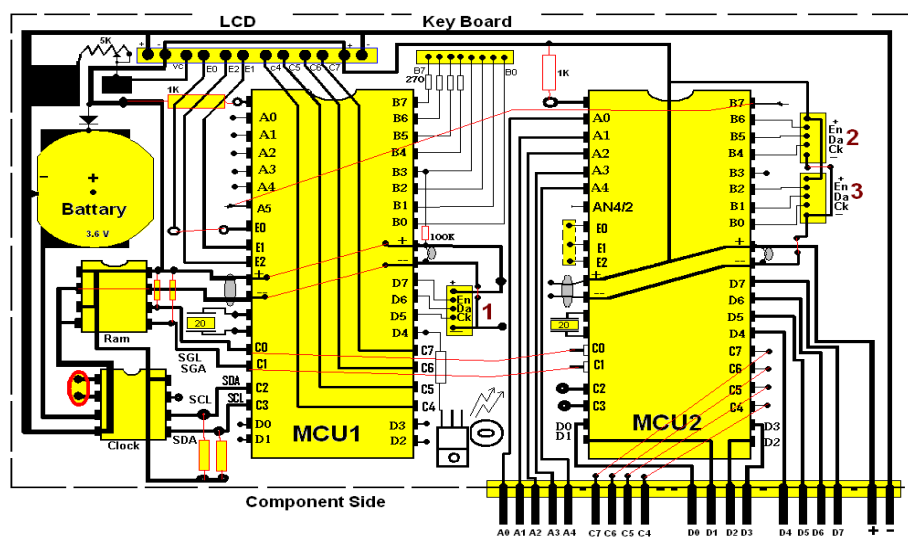 LCD Key Board
5K
+ - VC E0 E2 E1 C4 C5 C6 C7 + -
B7 B0
270
1K
1K
A0
A1
A2
A3
A4
A5
E0
E1
E2
+
--
C0
C1
C2
C3
D0
D1
B7
B6
B5
B4
B3
B2
B1
B0
+
--
D7
D6
D5
D4
C7
C6
C5
C4
D3
D2
MCU1
100K
+
En
Da
Ck
-
1
- +
Battary
3.6 V
Ram
20
SGL
SGA
SCL
SDA
SCL
SDA
Clock
A0
A1
A2
A3
A4
AN4/2
E0
E1
E2
+
--
20
C0
C1
C2
C3
D0
D1
B7
B6
B5
B4
B3
B2
B1
B0
+
--
D7
D6
D5
D4
C7
C6
C5
C4
D3
D2
MCU2
+
En
Da
Ck
-
2
+
En
Da
Ck
-
3
Component Side
A0 A1 A2 A3 A4 C7 C6 C5 C4 D0 D1 D2 D3 D4 D5 D6 D7 + -